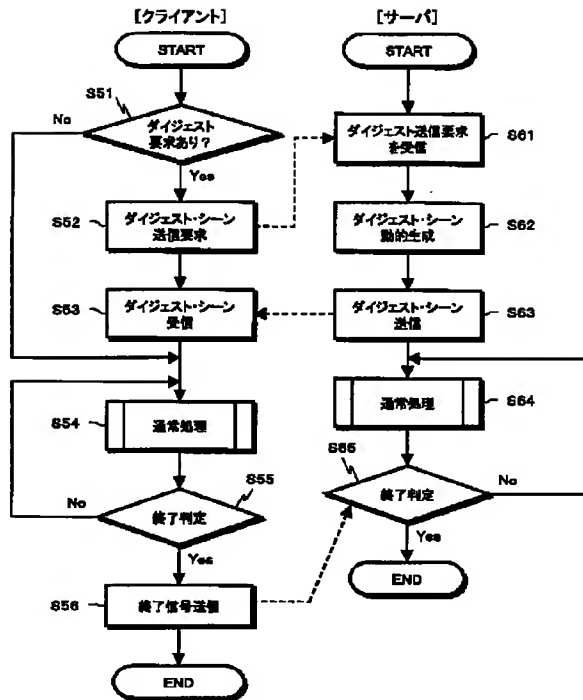 [クライアント]
START
S51
No
ダイジェスト
要求あり?
Yes
S52
ダイジェスト・シーン
送信要求
S53
ダイジェスト・シーン
受信
S54
通常処理
No
S55
終了判定
Yes
S56
終了信号送信
END
[サーバ]
START
ダイジェスト送信要求
を受信
S61
ダイジェスト・シーン
動的生成
S62
ダイジェスト・シーン
送信
S63
通常処理
S64
S65
終了判定
No
Yes
END